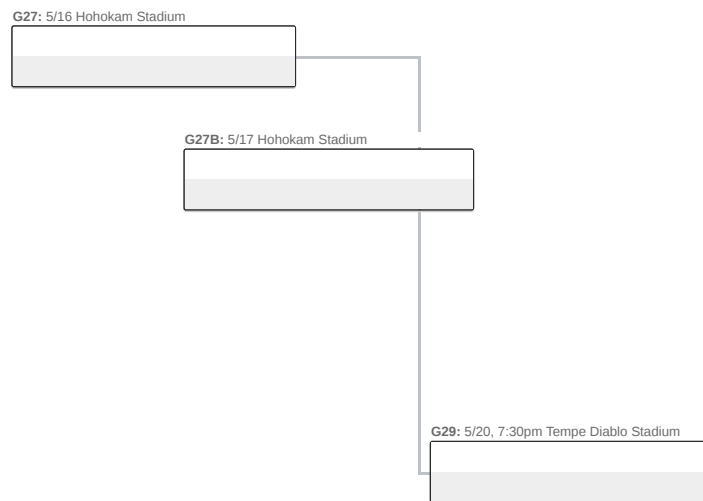 G27: 5/16 Hohokam Stadium
G27B: 5/17 Hohokam Stadium
G29: 5/20, 7:30pm Tempe Diablo Stadium